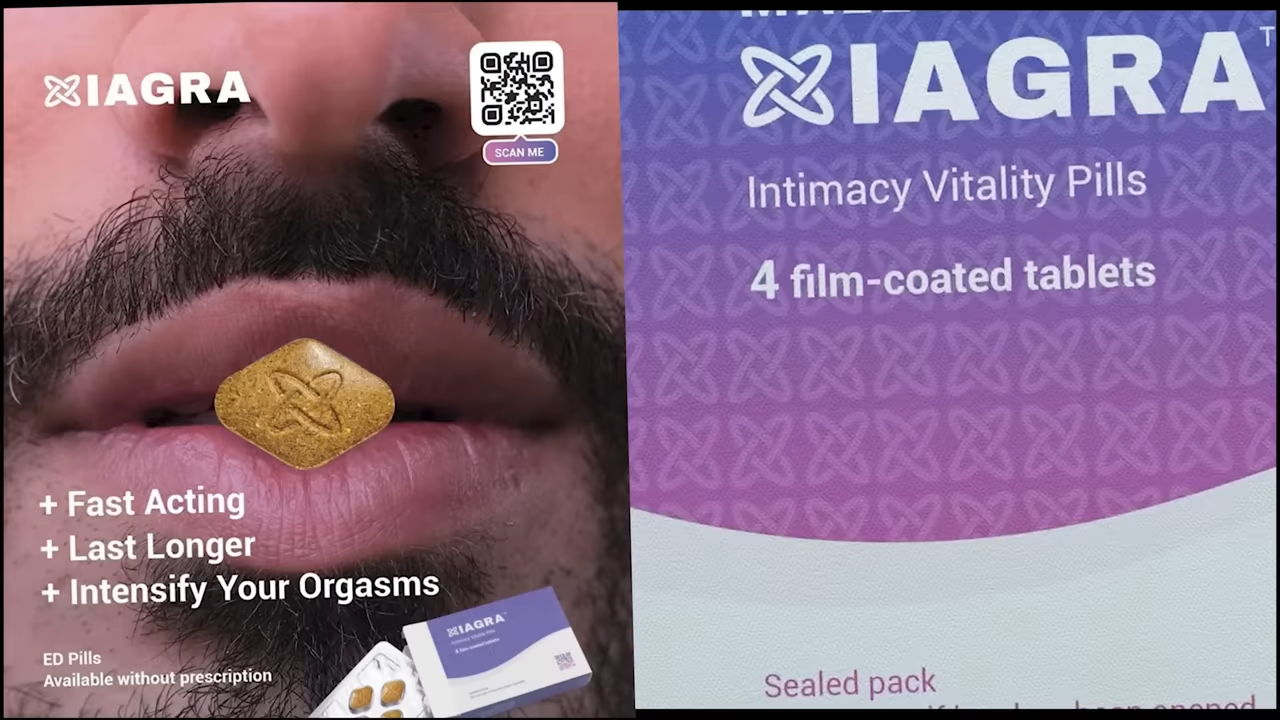 XIAGRA
SCAN ME
+ Fast Acting
+ Last Longer
+ Intensify Your Orgasms
ED Pills
Available without prescription
XIAGRA
Intimacy Vitality Pills
4 film-coated tablets
XIAGRA™
Intimacy Vitality Pills
4 film-coated tablets
Sealed pack